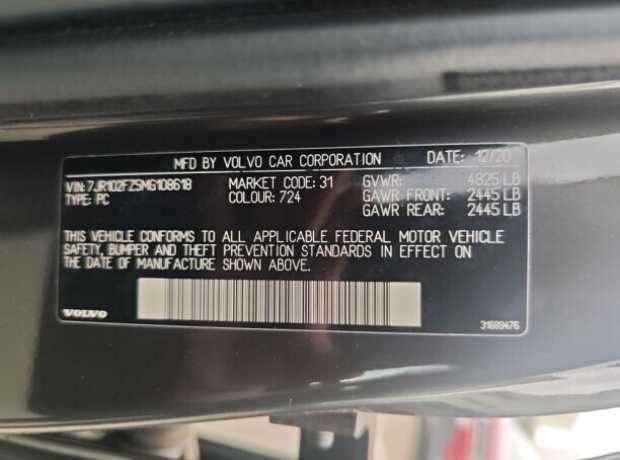 MFD BY VOLVO CAR CORPORATION DATE: 12/20
VIN: 7JR102FZ5MG108618 MARKET CODE: 31 GVWR: 4825 LB
TYPE: PC COLOUR: 724 GAWR FRONT: 2445 LB
GAWR REAR: 2445 LB
THIS VEHICLE CONFORMS TO ALL APPLICABLE FEDERAL MOTOR VEHICLE
SAFETY, BUMPER AND THEFT PREVENTION STANDARDS IN EFFECT ON
THE DATE OF MANUFACTURE SHOWN ABOVE.
VOLVO 31689476